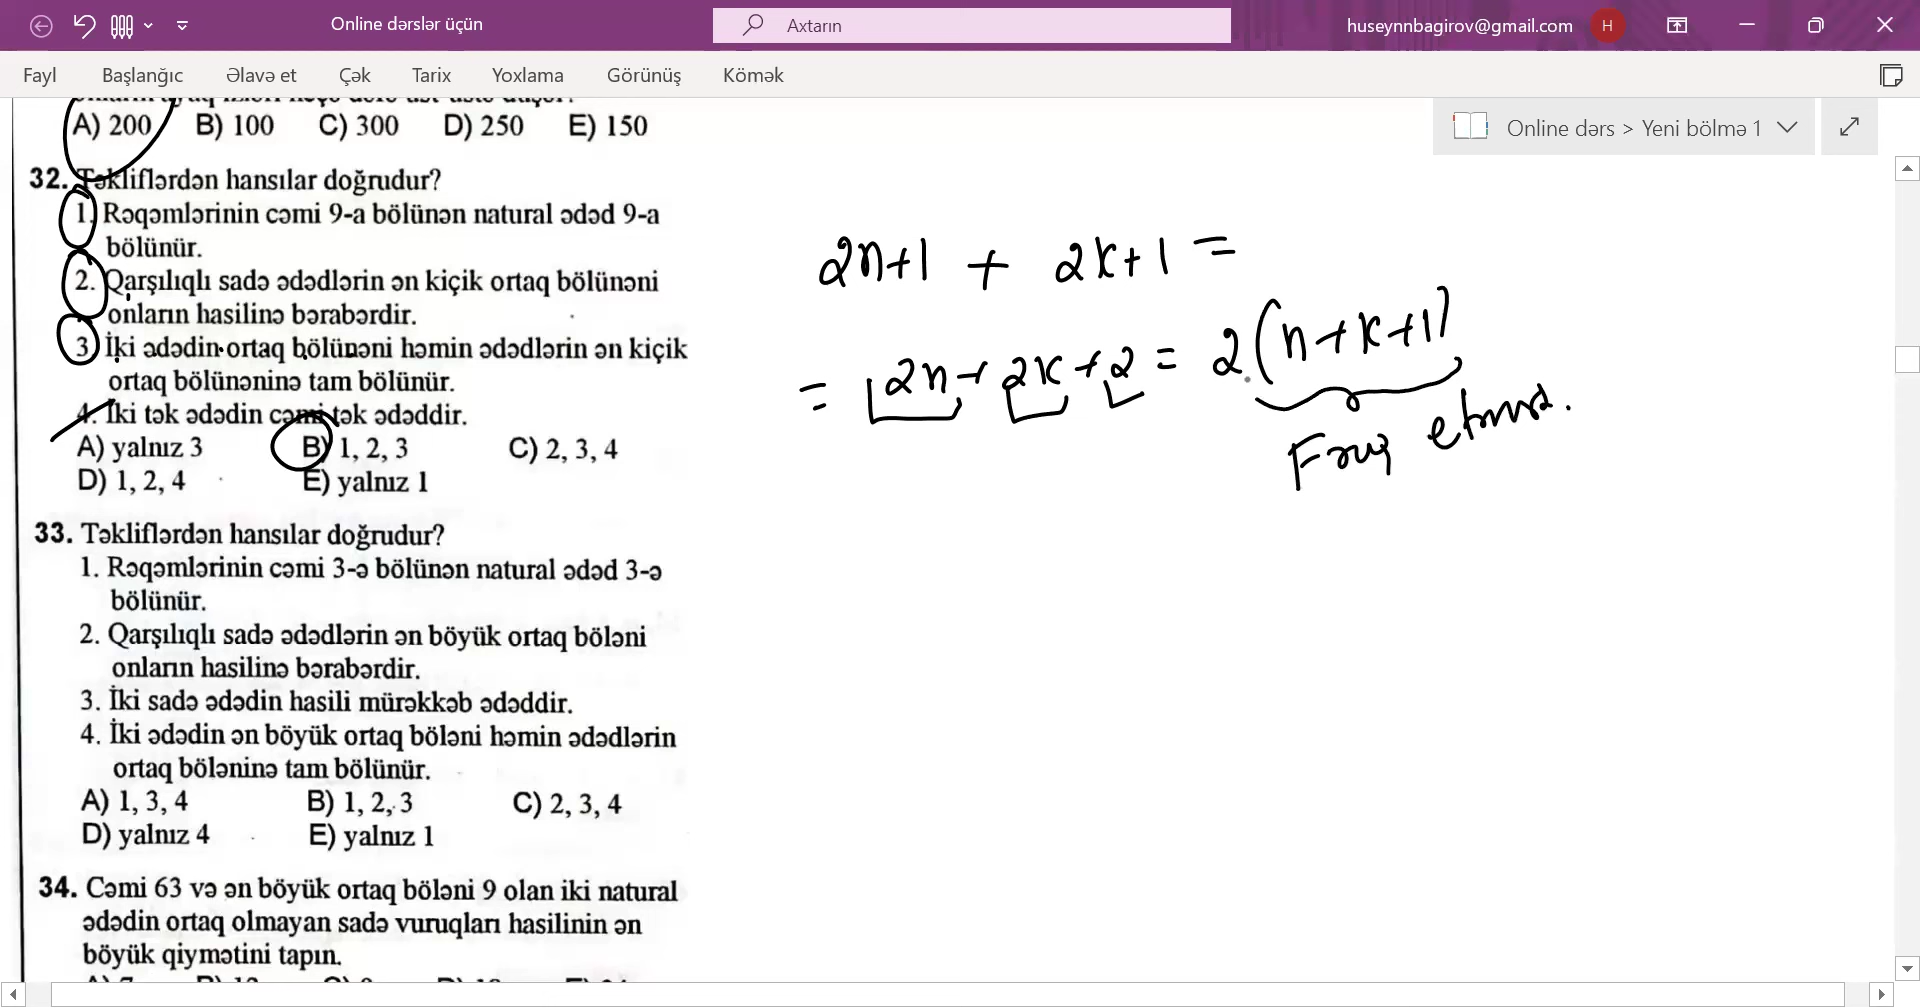 Online dərslər üçün
Axtarın
huseynnbagirov@gmail.com H
Fayl Başlanğıc Əlavə et Çək Tarix Yoxlama Görünüş Kömək
Online dərs > Yeni bölmə 1
A) 200 B) 100 C) 300 D) 250 E) 150
32. Təkliflərdən hansılar doğrudur?
1. Rəqəmlərinin cəmi 9-a bölünən natural ədəd 9-a
bölünür.
2. Qarşılıqlı sadə ədədlərin ən kiçik ortaq bölünəni
onların hasilinə bərabərdir.
3. İki ədədin ortaq bölünəni həmin ədədlərin ən kiçik
ortaq bölünəninə tam bölünür.
4. İki tək ədədin cəmi tək ədəddir.
A) yalnız 3 B) 1, 2, 3 C) 2, 3, 4
D) 1, 2, 4 E) yalnız 1
2n+1 + 2k+1 =
= 2n + 2k + 2 = 2(n+k+1)
Fərq etməz.
33. Təkliflərdən hansılar doğrudur?
1. Rəqəmlərinin cəmi 3-ə bölünən natural ədəd 3-ə
bölünür.
2. Qarşılıqlı sadə ədədlərin ən böyük ortaq böləni
onların hasilinə bərabərdir.
3. İki sadə ədədin hasili mürəkkəb ədəddir.
4. İki ədədin ən böyük ortaq böləni həmin ədədlərin
ortaq böləninə tam bölünür.
A) 1, 3, 4 B) 1, 2, 3 C) 2, 3, 4
D) yalnız 4 E) yalnız 1
34. Cəmi 63 və ən böyük ortaq böləni 9 olan iki natural
ədədin ortaq olmayan sadə vuruqları hasilinin ən
böyük qiymətini tapın.